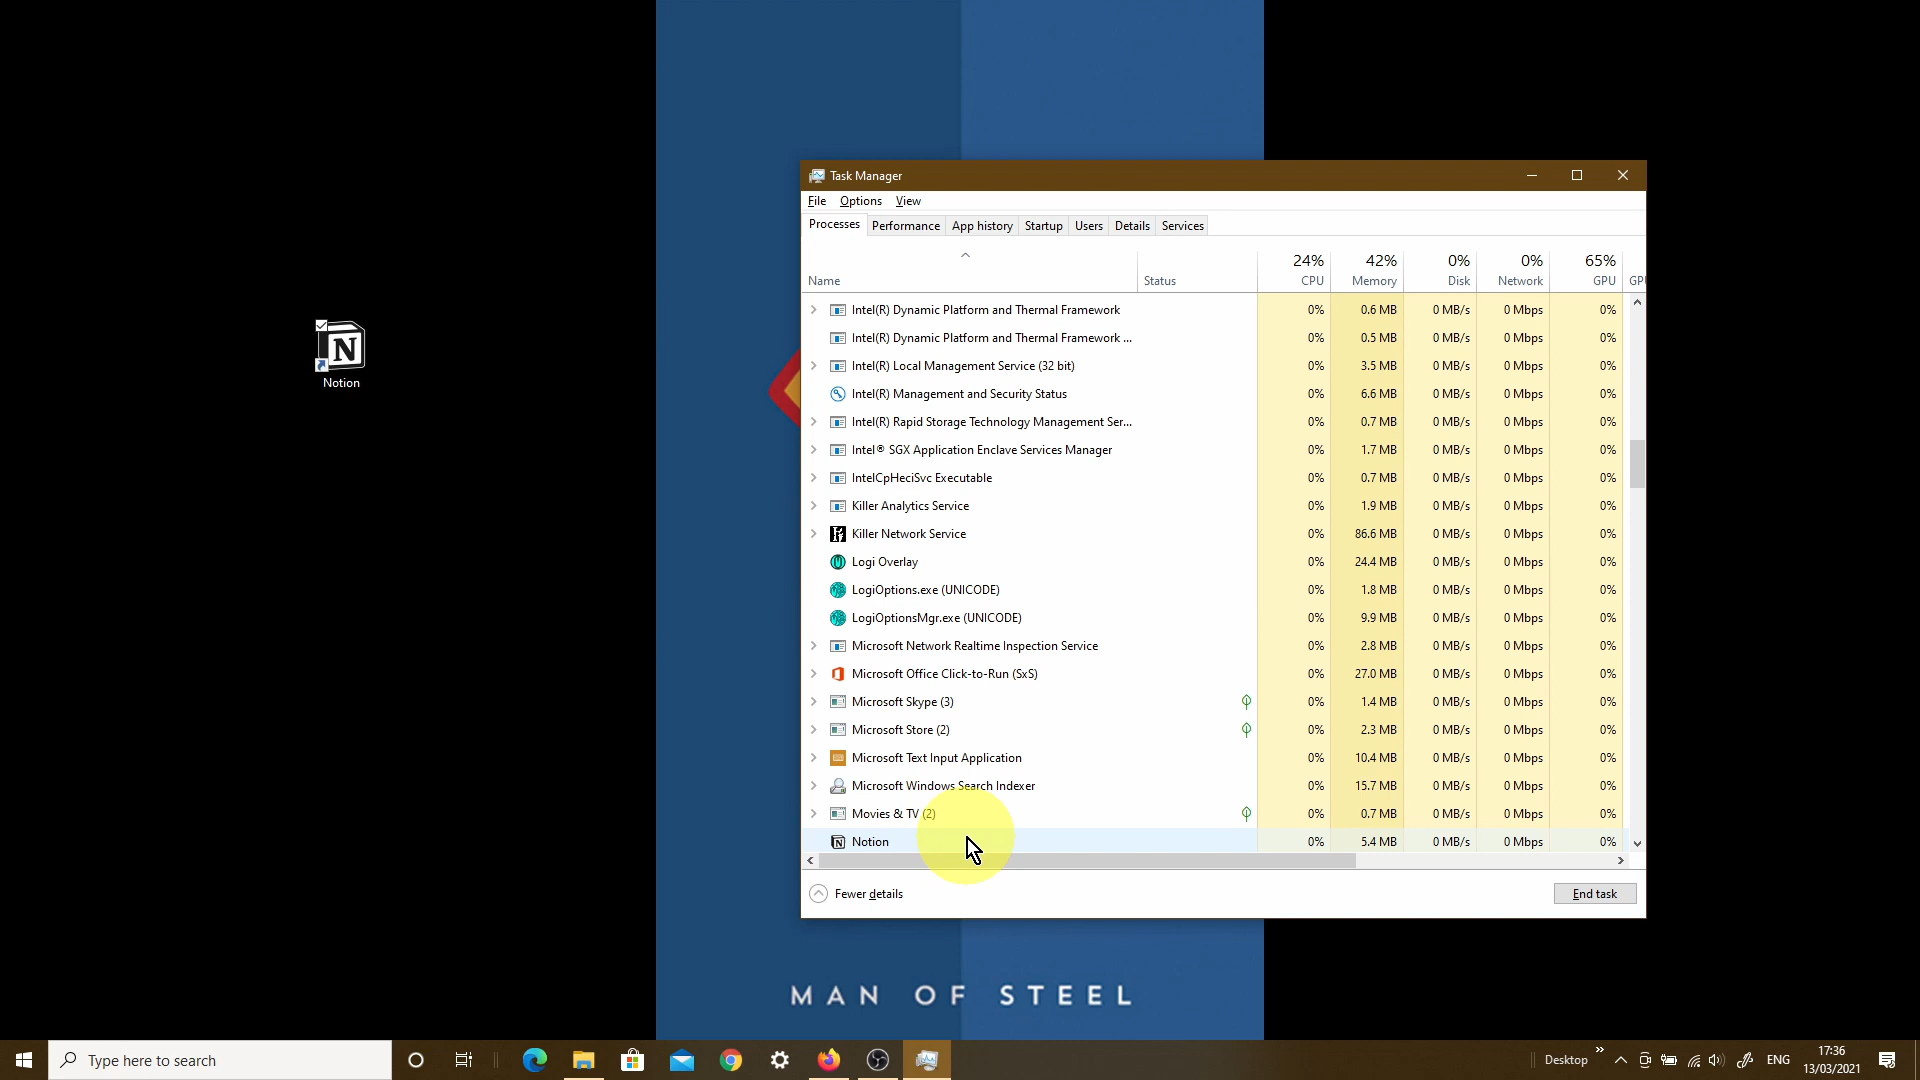 Notion
Task Manager
File Options View
Processes Performance App history Startup Users Details Services
24% 42% 0% 0% 65%
Name Status CPU Memory Disk Network GPU GPU
Intel(R) Dynamic Platform and Thermal Framework 0% 0.6 MB 0 MB/s 0 Mbps 0%
Intel(R) Dynamic Platform and Thermal Framework ... 0% 0.5 MB 0 MB/s 0 Mbps 0%
Intel(R) Local Management Service (32 bit) 0% 3.5 MB 0 MB/s 0 Mbps 0%
Intel(R) Management and Security Status 0% 6.6 MB 0 MB/s 0 Mbps 0%
Intel(R) Rapid Storage Technology Management Ser... 0% 0.7 MB 0 MB/s 0 Mbps 0%
Intel® SGX Application Enclave Services Manager 0% 1.7 MB 0 MB/s 0 Mbps 0%
IntelCpHeciSvc Executable 0% 0.7 MB 0 MB/s 0 Mbps 0%
Killer Analytics Service 0% 1.9 MB 0 MB/s 0 Mbps 0%
Killer Network Service 0% 86.6 MB 0 MB/s 0 Mbps 0%
Logi Overlay 0% 24.4 MB 0 MB/s 0 Mbps 0%
LogiOptions.exe (UNICODE) 0% 1.8 MB 0 MB/s 0 Mbps 0%
LogiOptionsMgr.exe (UNICODE) 0% 9.9 MB 0 MB/s 0 Mbps 0%
Microsoft Network Realtime Inspection Service 0% 2.8 MB 0 MB/s 0 Mbps 0%
Microsoft Office Click-to-Run (SxS) 0% 27.0 MB 0 MB/s 0 Mbps 0%
Microsoft Skype (3) 0% 1.4 MB 0 MB/s 0 Mbps 0%
Microsoft Store (2) 0% 2.3 MB 0 MB/s 0 Mbps 0%
Microsoft Text Input Application 0% 10.4 MB 0 MB/s 0 Mbps 0%
Microsoft Windows Search Indexer 0% 15.7 MB 0 MB/s 0 Mbps 0%
Movies & TV (2) 0% 0.7 MB 0 MB/s 0 Mbps 0%
Notion 0% 5.4 MB 0 MB/s 0 Mbps 0%
Fewer details End task
MAN OF STEEL
Type here to search Desktop ENG 17:36
13/03/2021